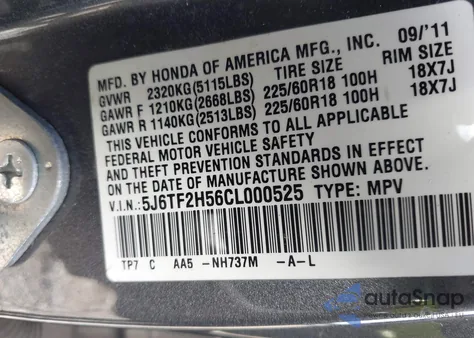 MFD. BY HONDA OF AMERICA MFG., INC. 09/'11
GVWR 2320KG(5115LBS) TIRE SIZE RIM SIZE
GAWR F 1210KG(2668LBS) 225/60R18 100H 18X7J
GAWR R 1140KG(2513LBS) 225/60R18 100H 18X7J
THIS VEHICLE CONFORMS TO ALL APPLICABLE
FEDERAL MOTOR VEHICLE SAFETY BUMPER
AND THEFT PREVENTION STANDARDS IN EFFECT
ON THE DATE OF MANUFACTURE SHOWN ABOVE.
V.I.N.: 5J6TF2H56CL000525 TYPE: MPV
TP7 C AA5 -NH737M -A-L
autoSnap